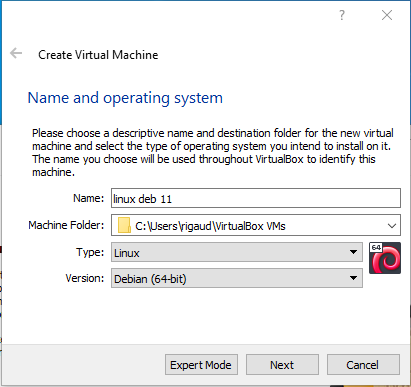 ?
Create Virtual Machine
Name and operating system
Please choose a descriptive name and destination folder for the new virtual
machine and select the type of operating system you intend to install on it.
The name you choose will be used throughout VirtualBox to identify this
machine.
Name: linux deb 11
Machine Folder: C:\Users\rigaud\VirtualBox VMs
Type: Linux
64
Version: Debian (64-bit)
Expert Mode Next Cancel